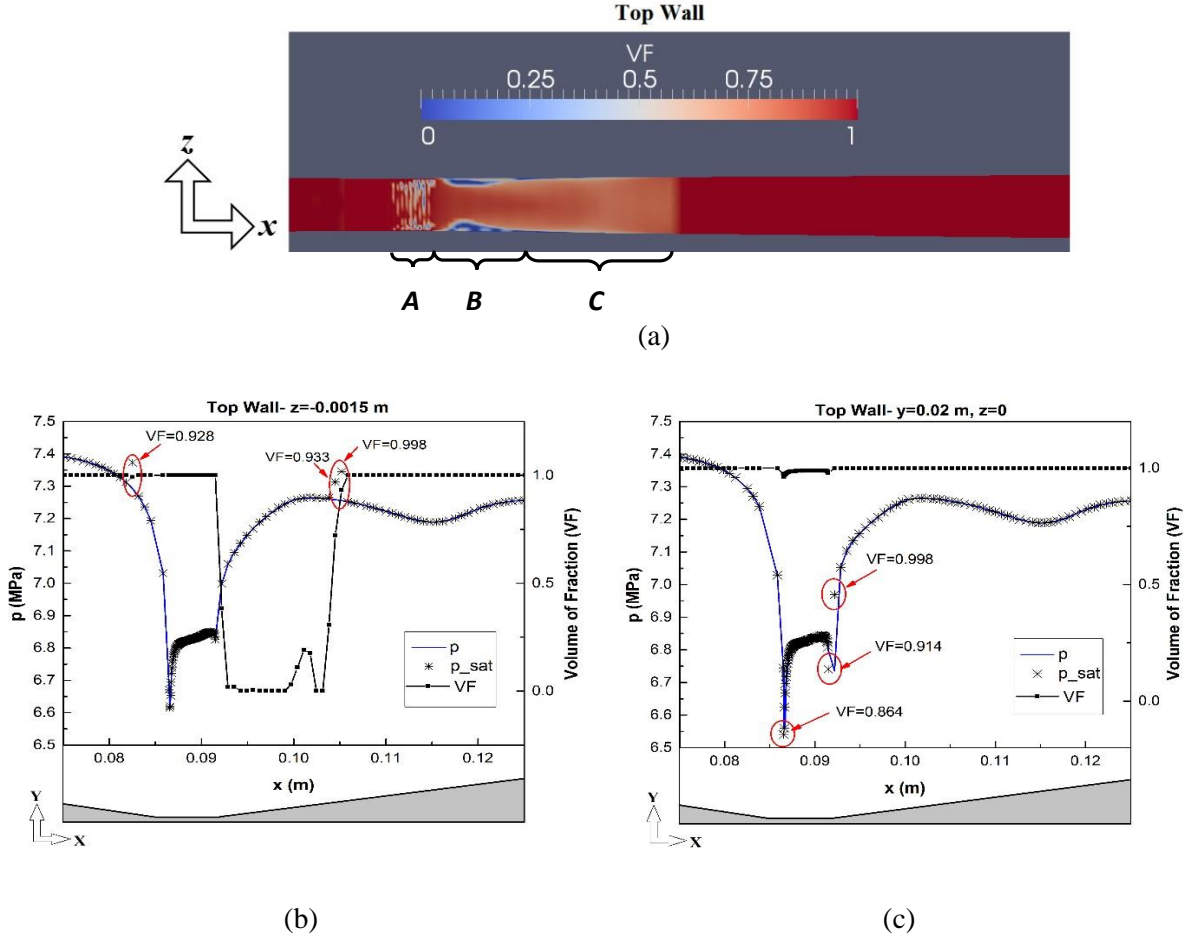 Top Wall
VF
0.25 0.5 0.75
0 1
z
x
A B C
(a)
Top Wall- z=-0.0015 m
7.5
7.4
7.3
7.2
7.1
7.0
6.9
6.8
6.7
6.6
6.5
p (MPa)
VF=0.928
VF=0.998
VF=0.933
1.0
0.5
0.0
Volume of Fraction (VF)
p
p_sat
VF
0.08 0.09 0.10 0.11 0.12
x (m)
Y
X
(b)
Top Wall- y=0.02 m, z=0
7.5
7.4
7.3
7.2
7.1
7.0
6.9
6.8
6.7
6.6
6.5
p (MPa)
VF=0.998
VF=0.914
VF=0.864
1.0
0.5
0.0
Volume of Fraction (VF)
p
p_sat
VF
0.08 0.09 0.10 0.11 0.12
x (m)
Y
X
(c)